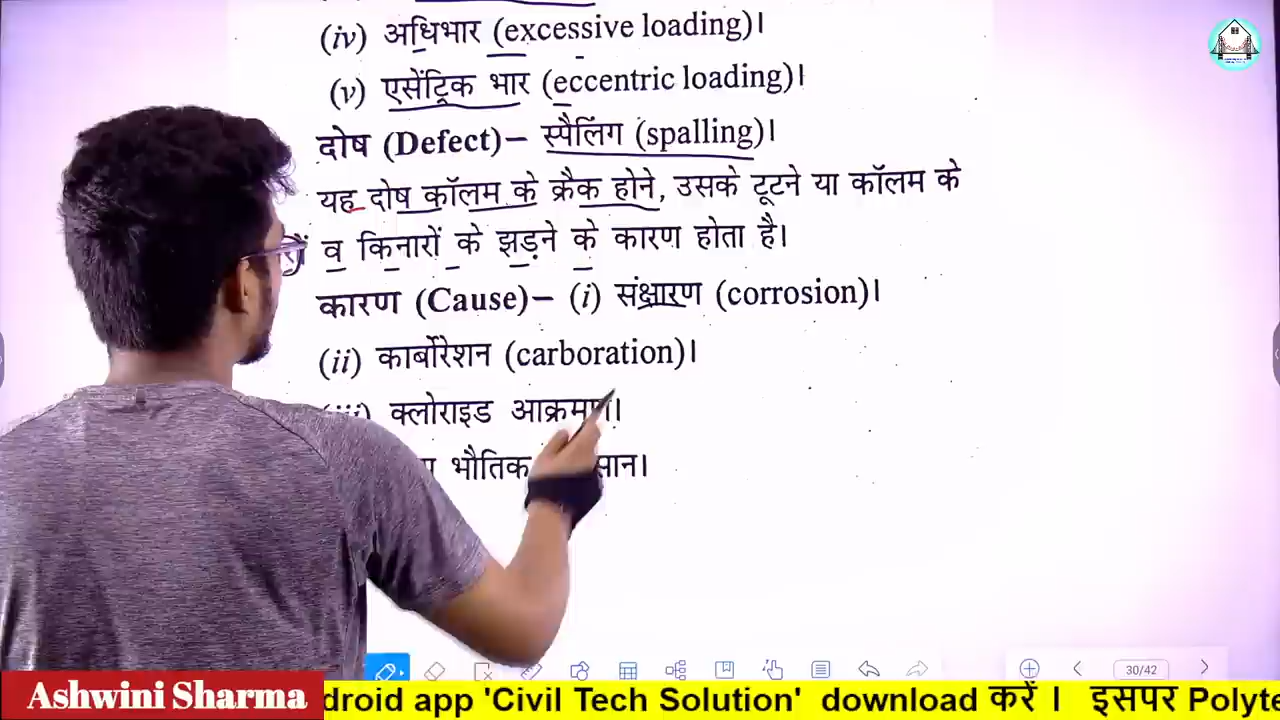 (iv) अधिभार (excessive loading)।
(v) एसेंट्रिक भार (eccentric loading)।
दोष (Defect)– स्पैलिंग (spalling)।
यह दोष कॉलम के क्रैक होने, उसके टूटने या कॉलम के
व किनारों के झड़ने के कारण होता है।
कारण (Cause)– (i) संक्षारण (corrosion)।
(ii) कार्बोरेशन (carboration)।
(iii) क्लोराइड आक्रमण।
भौतिक
30/42
Ashwini Sharma
droid app 'Civil Tech Solution' download करें। इसपर Polyte